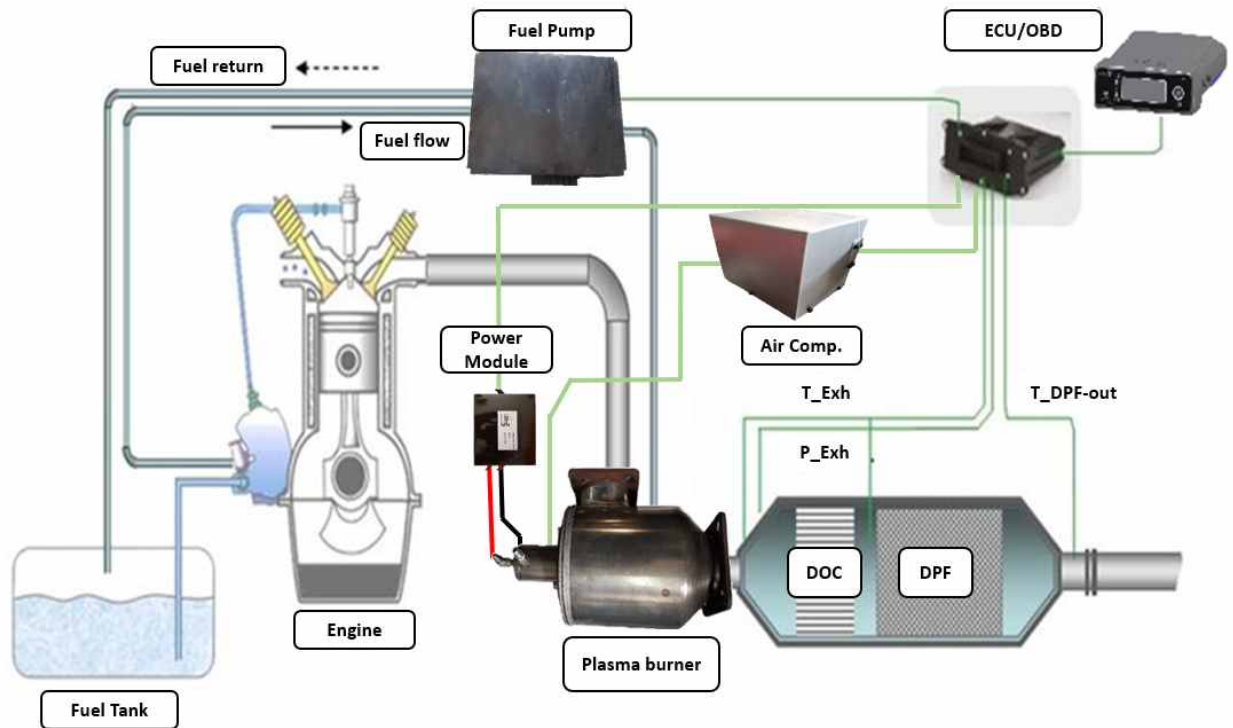 Fuel Pump
ECU/OBD
Fuel return
Fuel flow
Power
Module
Air Comp.
T_Exh
T_DPF-out
P_Exh
DOC
DPF
Engine
Plasma burner
Fuel Tank